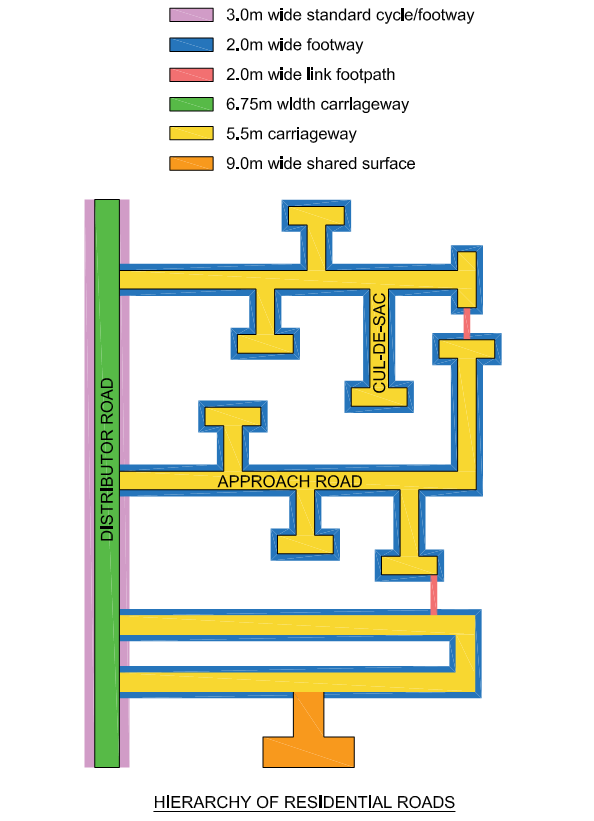 3.0m wide standard cycle/footway
2.0m wide footway
2.0m wide link footpath
6.75m width carriageway
5.5m carriageway
9.0m wide shared surface
CUL-DE-SAC
DISTRIBUTOR ROAD
APPROACH ROAD
HIERARCHY OF RESIDENTIAL ROADS